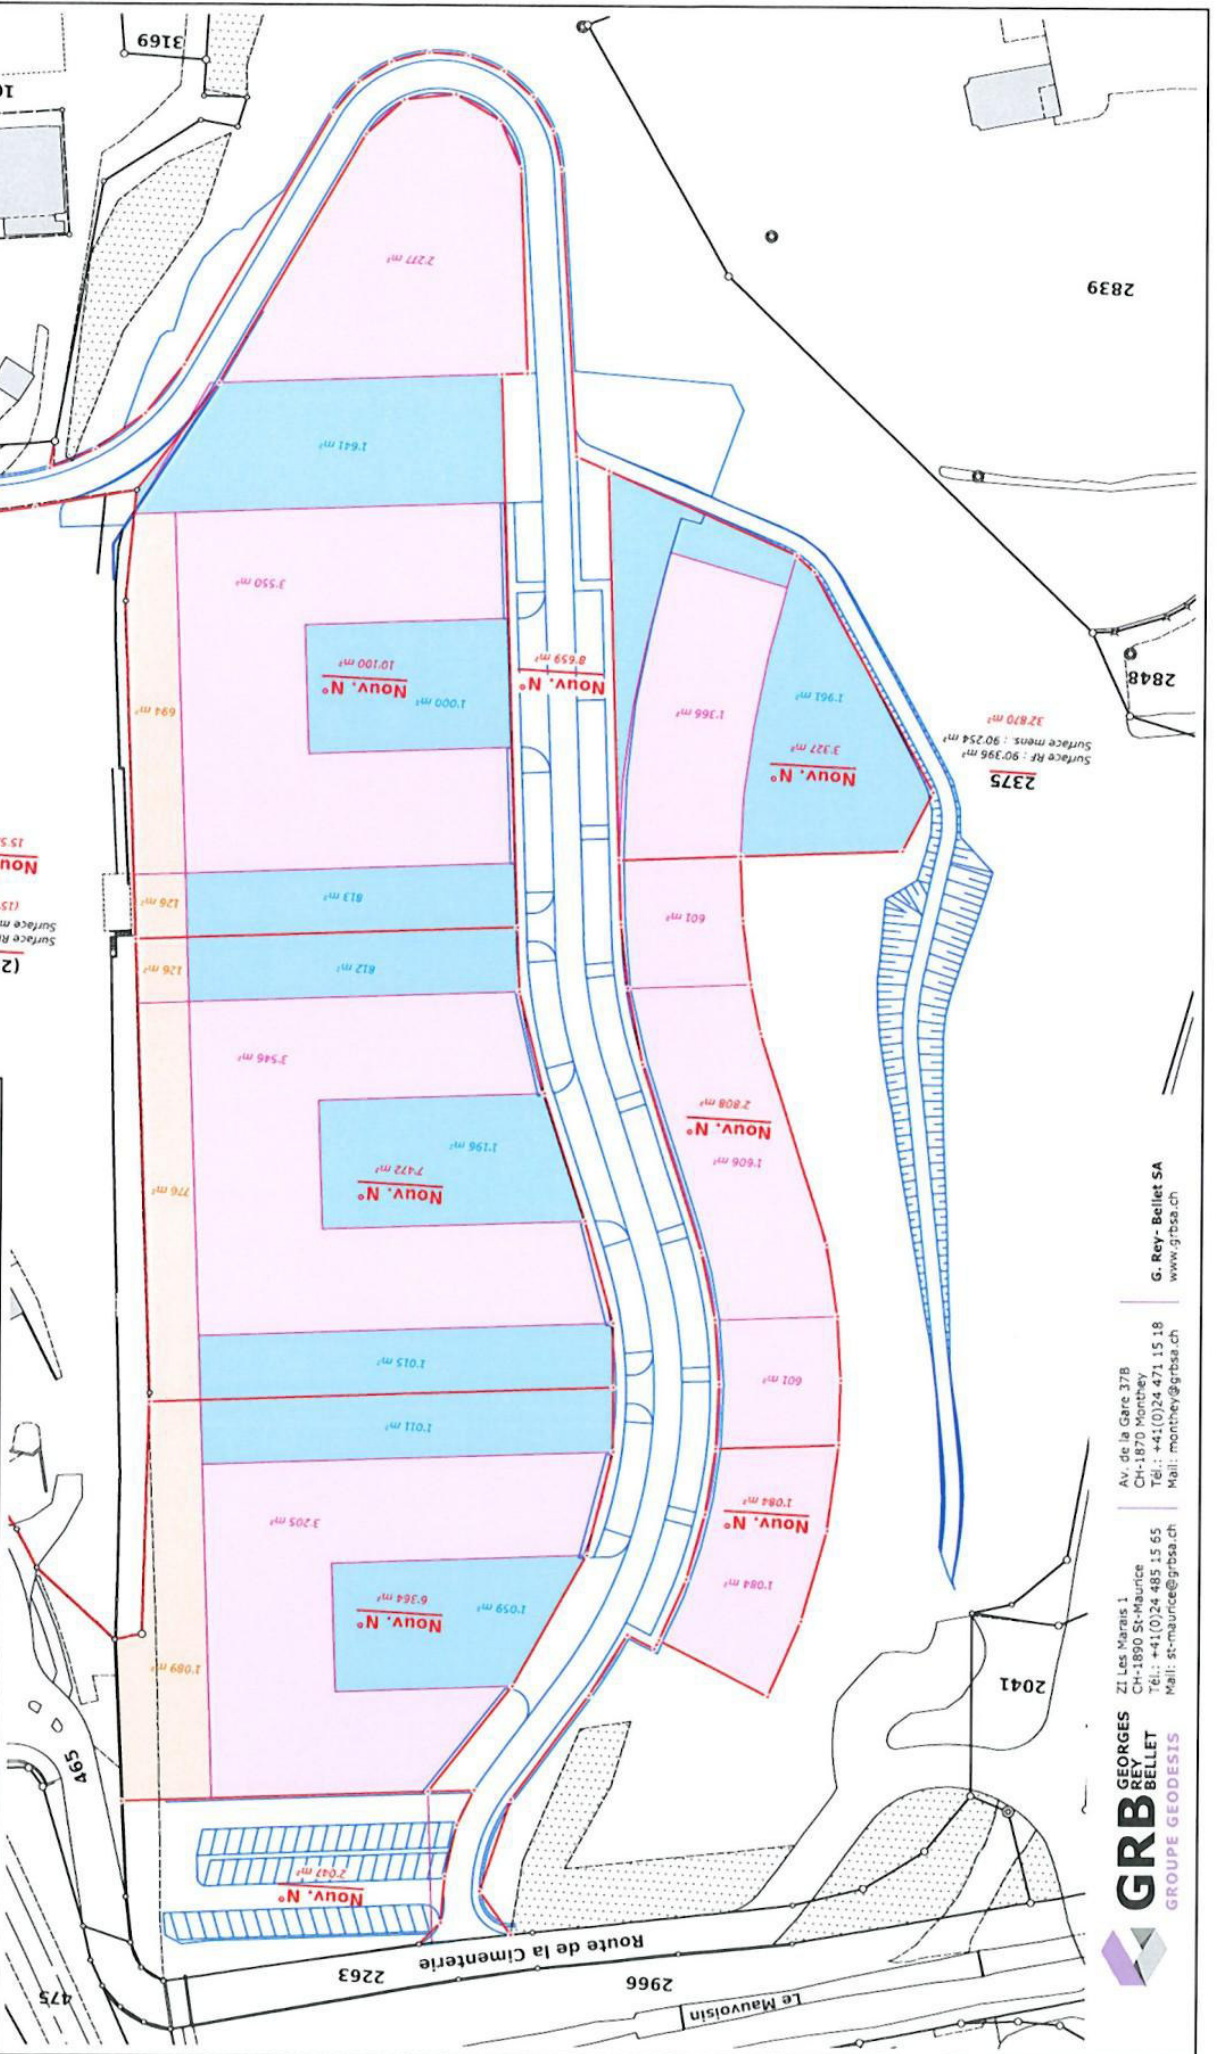 3169
10
2839
2'277 m²
1'641 m²
3'550 m²
Nouv. N°
10'100 m²
1'000 m²
Nouv. N°
8'659 m²
694 m²
1'366 m²
1'961 m²
Nouv. N°
3'327 m²
2848
2375
Surface RF : 90'396 m²
Surface mens. : 90'254 m²
32'870 m²
813 m²
126 m²
812 m²
126 m²
601 m²
3'546 m²
Nouv. N°
7'472 m²
1'196 m²
776 m²
Nouv. N°
2'808 m²
1'606 m²
1'015 m²
1'011 m²
601 m²
3'205 m²
Nouv. N°
6'364 m²
1'059 m²
1'089 m²
Nouv. N°
1'084 m²
1'084 m²
Nouv. N°
2'047 m²
465
475
2041
Route de la Cimenterie
2263
2966
Le Mauvoisin
GRB
GEORGES
REY
BELLET
GROUPE GEODESIS
ZI Les Marais 1
CH-1890 St-Maurice
Tél.: +41(0)24 485 15 65
Mail: st-maurice@grbsa.ch
Av. de la Gare 37B
CH-1870 Monthey
Tél.: +41(0)24 471 15 18
Mail: monthey@grbsa.ch
G. Rey- Bellet SA
www.grbsa.ch